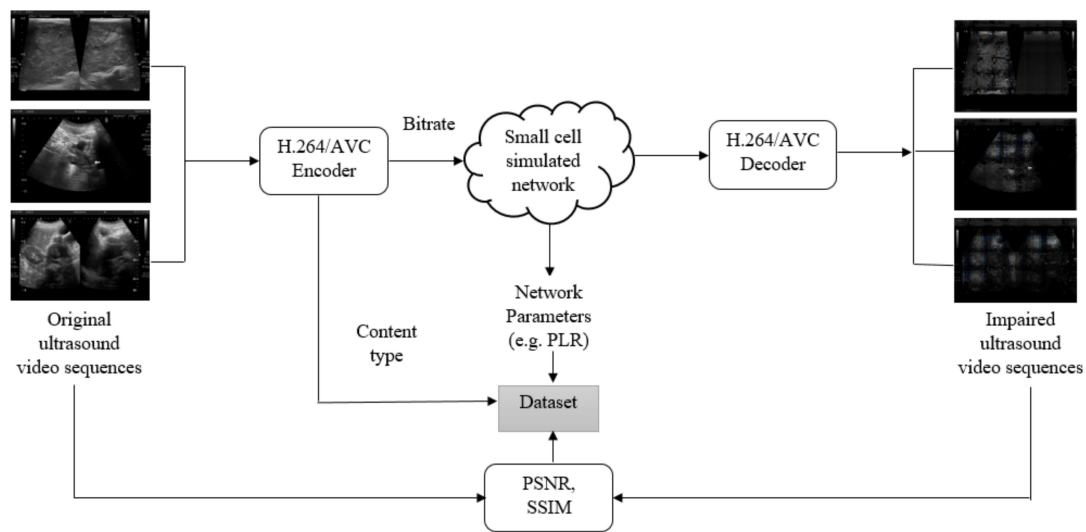 Original
ultrasound
video sequences
H.264/AVC
Encoder
Bitrate
Small cell
simulated
network
H.264/AVC
Decoder
Network
Parameters
(e.g. PLR)
Content
type
Dataset
PSNR,
SSIM
Impaired
ultrasound
video sequences